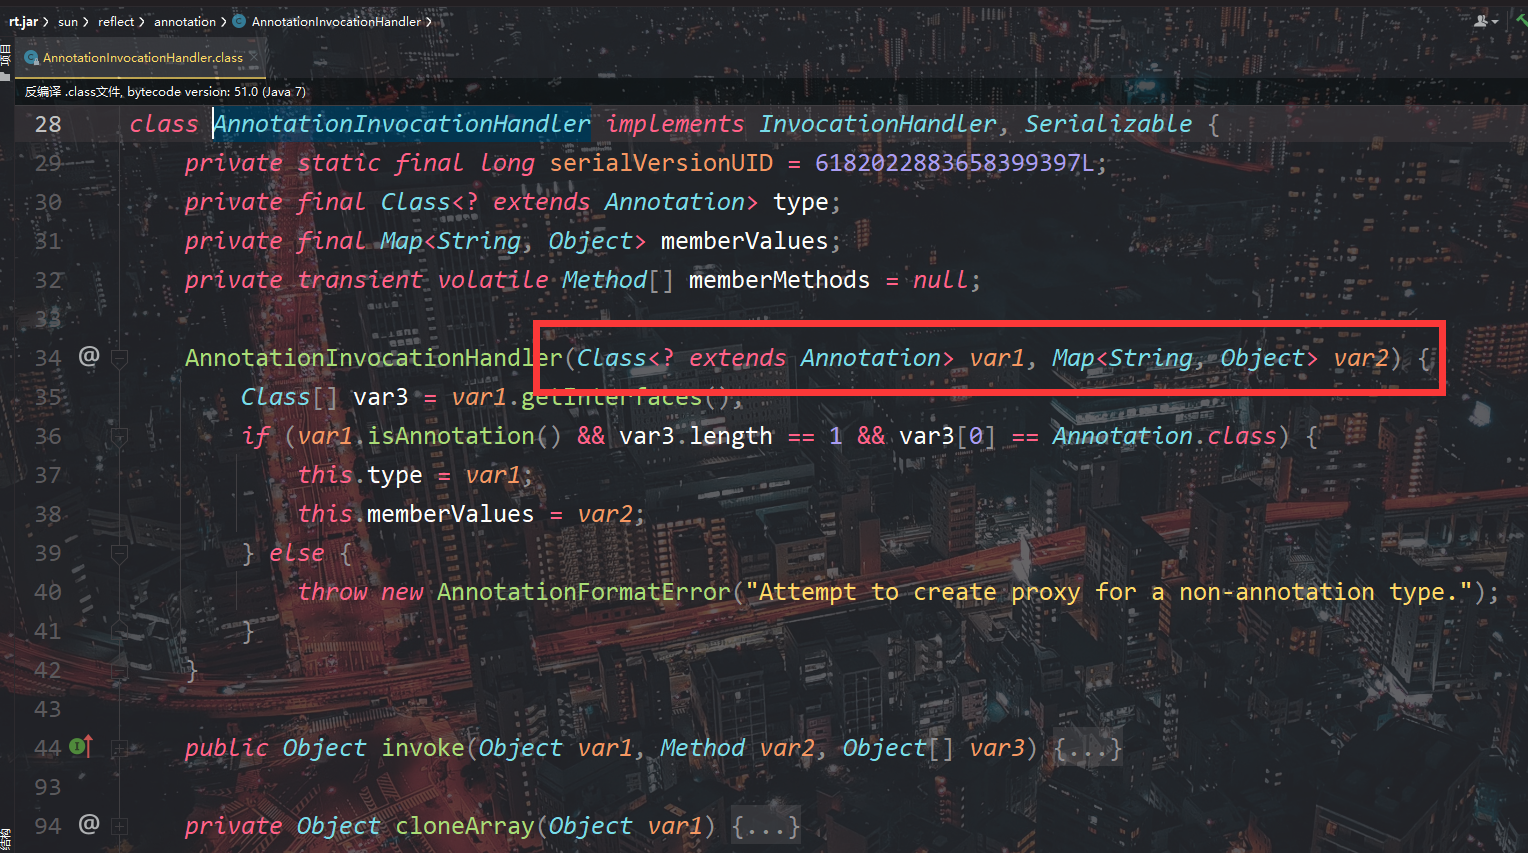 rt.jar > sun > reflect > annotation > AnnotationInvocationHandler >
项目
AnnotationInvocationHandler.class
反编译 .class文件, bytecode version: 51.0 (Java 7)
28 class AnnotationInvocationHandler implements InvocationHandler, Serializable {
29 private static final long serialVersionUID = 6182022883658399397L;
30 private final Class<? extends Annotation> type;
31 private final Map<String, Object> memberValues;
32 private transient volatile Method[] memberMethods = null;
33
34 @ AnnotationInvocationHandler(Class<? extends Annotation> var1, Map<String, Object> var2) {
35 Class[] var3 = var1.getInterfaces();
36 if (var1.isAnnotation() && var3.length == 1 && var3[0] == Annotation.class) {
37 this.type = var1;
38 this.memberValues = var2;
39 } else {
40 throw new AnnotationFormatError("Attempt to create proxy for a non-annotation type.");
41 }
42 }
43
44 public Object invoke(Object var1, Method var2, Object[] var3) {...}
93
94 @ private Object cloneArray(Object var1) {...}
结构